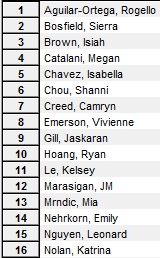 1 Aguilar-Ortega, Rogello
2 Bosfield, Sierra
3 Brown, Isiah
4 Catalani, Megan
5 Chavez, Isabella
6 Chou, Shanni
7 Creed, Camryn
8 Emerson, Vivienne
9 Gill, Jaskaran
10 Hoang, Ryan
11 Le, Kelsey
12 Marasigan, JM
13 Mrndic, Mia
14 Nehrkorn, Emily
15 Nguyen, Leonard
16 Nolan, Katrina